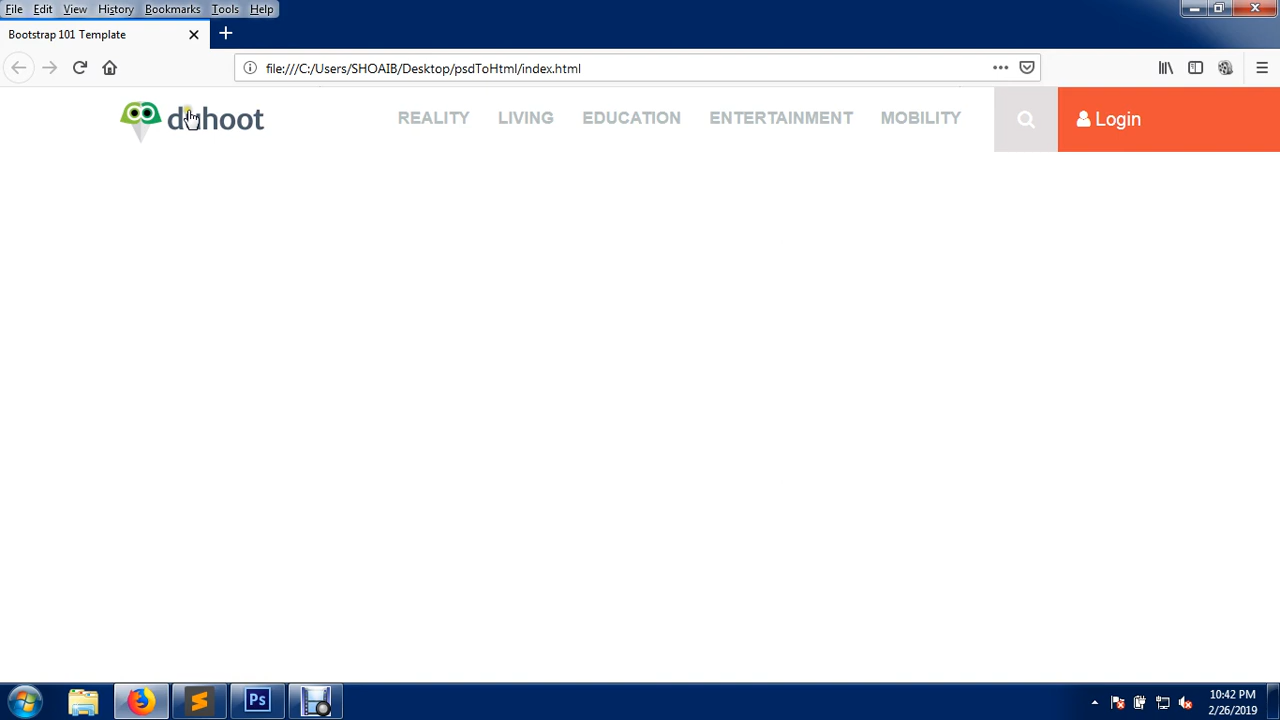 File Edit View History Bookmarks Tools Help
Bootstrap 101 Template
file:///C:/Users/SHOAIB/Desktop/psdToHtml/index.html
REALITY LIVING EDUCATION ENTERTAINMENT MOBILITY Login
Ps
10:42 PM
2/26/2019